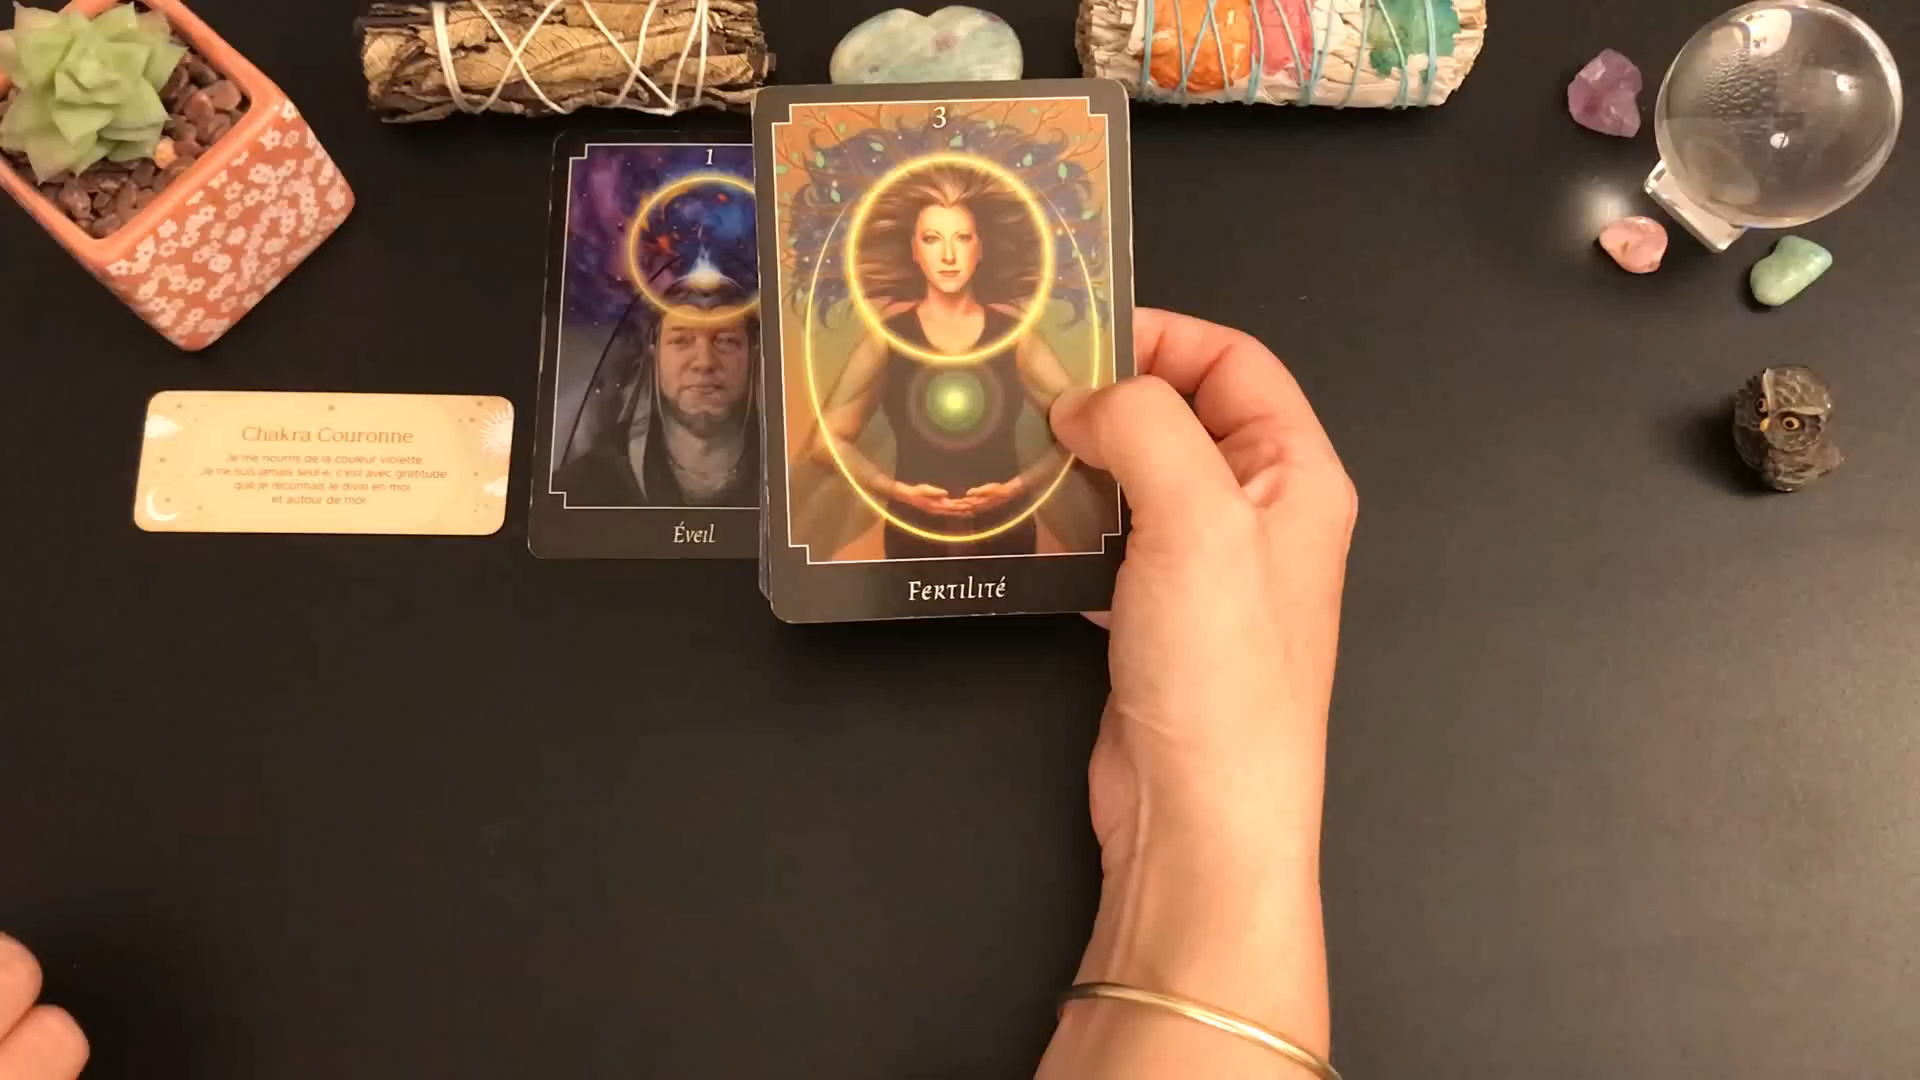 Chakra Couronne
Je me nourris de la couleur violette.
Je ne suis jamais seul·e, c'est avec gratitude
que je reconnais le divin en moi
et autour de moi.
1
Éveil
3
Fertilité